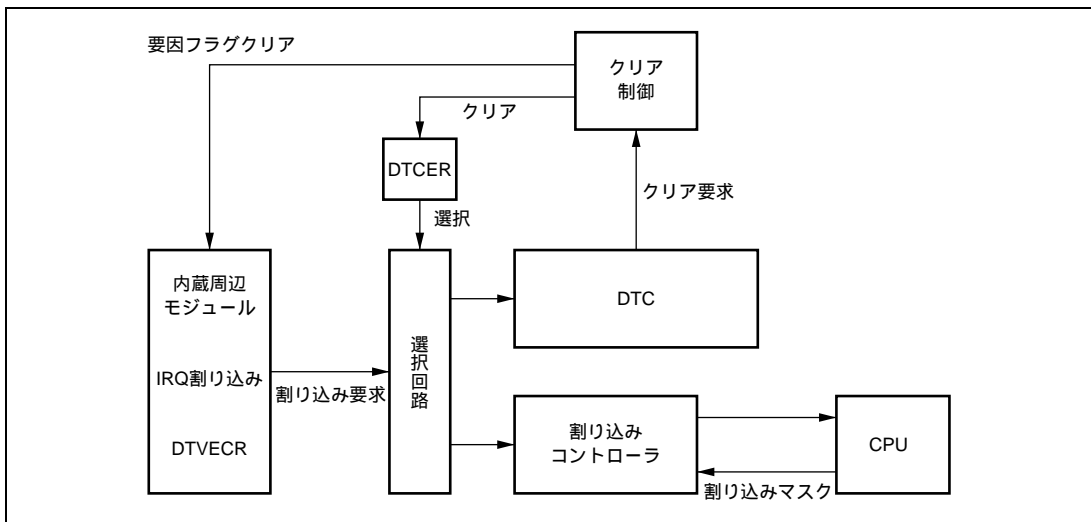 要因フラグクリア
クリア
制御
クリア
DTCER
クリア要求
選択
内蔵周辺
モジュール
DTC
選択回路
IRQ割り込み
割り込み要求
割り込み
コントローラ
CPU
DTVECR
割り込みマスク